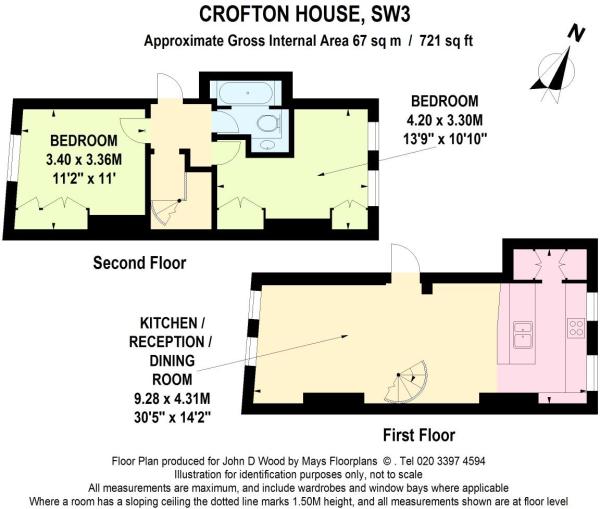 CROFTON HOUSE, SW3
Approximate Gross Internal Area 67 sq m / 721 sq ft
N
BEDROOM
3.40 x 3.36M
11'2" x 11'
BEDROOM
4.20 x 3.30M
13'9" x 10'10"
Second Floor
KITCHEN /
RECEPTION /
DINING
ROOM
9.28 x 4.31M
30'5" x 14'2"
First Floor
Floor Plan produced for John D Wood by Mays Floorplans © . Tel 020 3397 4594
Illustration for identification purposes only, not to scale
All measurements are maximum, and include wardrobes and window bays where applicable
Where a room has a sloping ceiling the dotted line marks 1.50M height, and all measurements shown are at floor level